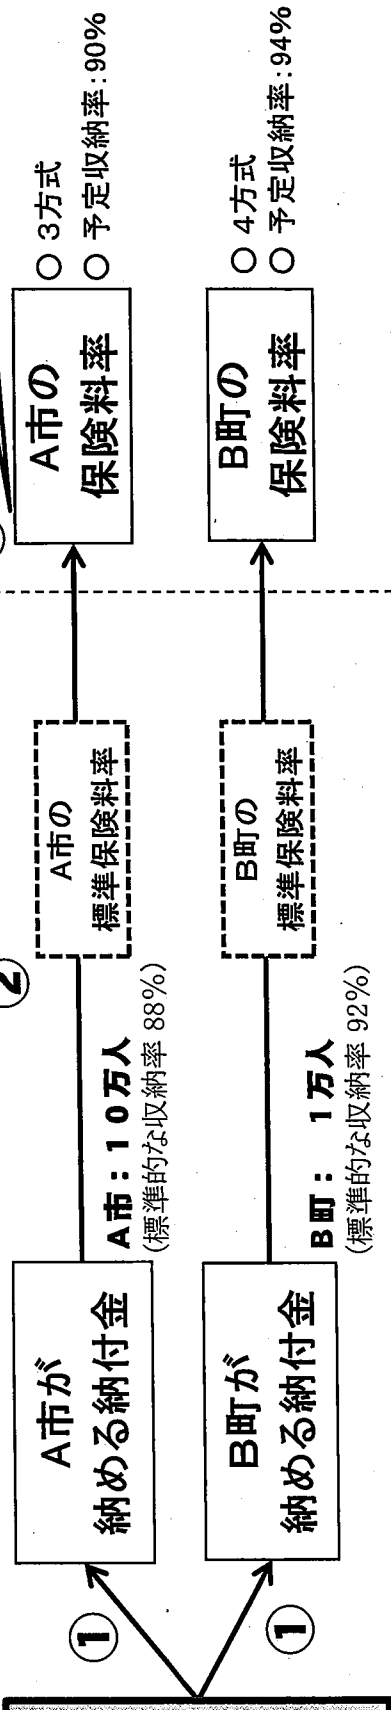 ①
①
A市が
納める納付金
B町が
納める納付金
②
A市:10万人
(標準的な収納率 88%)
B町: 1万人
(標準的な収納率 92%)
A市の
標準保険料率
B町の
標準保険料率
A市の
保険料率
B町の
保険料率
○ 3方式
○ 予定収納率:90%
○ 4方式
○ 予定収納率:94%